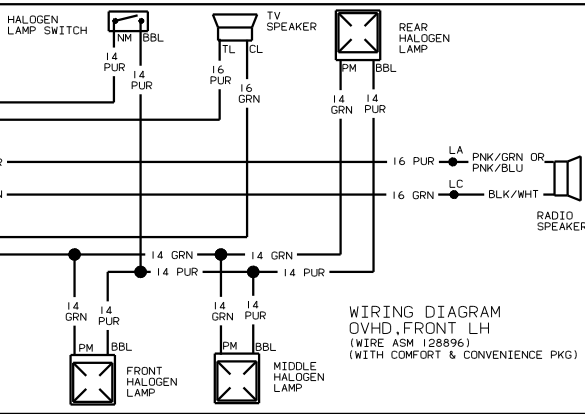 HALOGEN
LAMP SWITCH
NM
BBL
14
PUR
14
PUR
TV
SPEAKER
TL
CL
16
PUR
16
GRN
REAR
HALOGEN
LAMP
PM
BBL
14
GRN
14
PUR
16 PUR
LA
PNK/GRN OR
PNK/BLU
16 GRN
LC
BLK/WHT
RADIO
SPEAKER
14 GRN
14 GRN
14 PUR
14 PUR
14
GRN
14
PUR
14
GRN
14
PUR
PM
BBL
PM
BBL
FRONT
HALOGEN
LAMP
MIDDLE
HALOGEN
LAMP
WIRING DIAGRAM
OVHD,FRONT LH
(WIRE ASM 128896)
(WITH COMFORT & CONVENIENCE PKG)